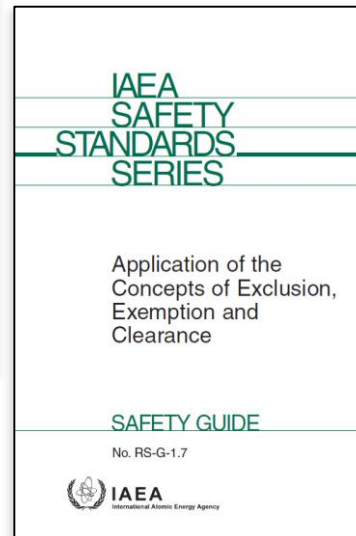 IAEA
SAFETY
STANDARDS
SERIES
Application of the
Concepts of Exclusion,
Exemption and
Clearance
SAFETY GUIDE
No. RS-G-1.7
IAEA
International Atomic Energy Agency